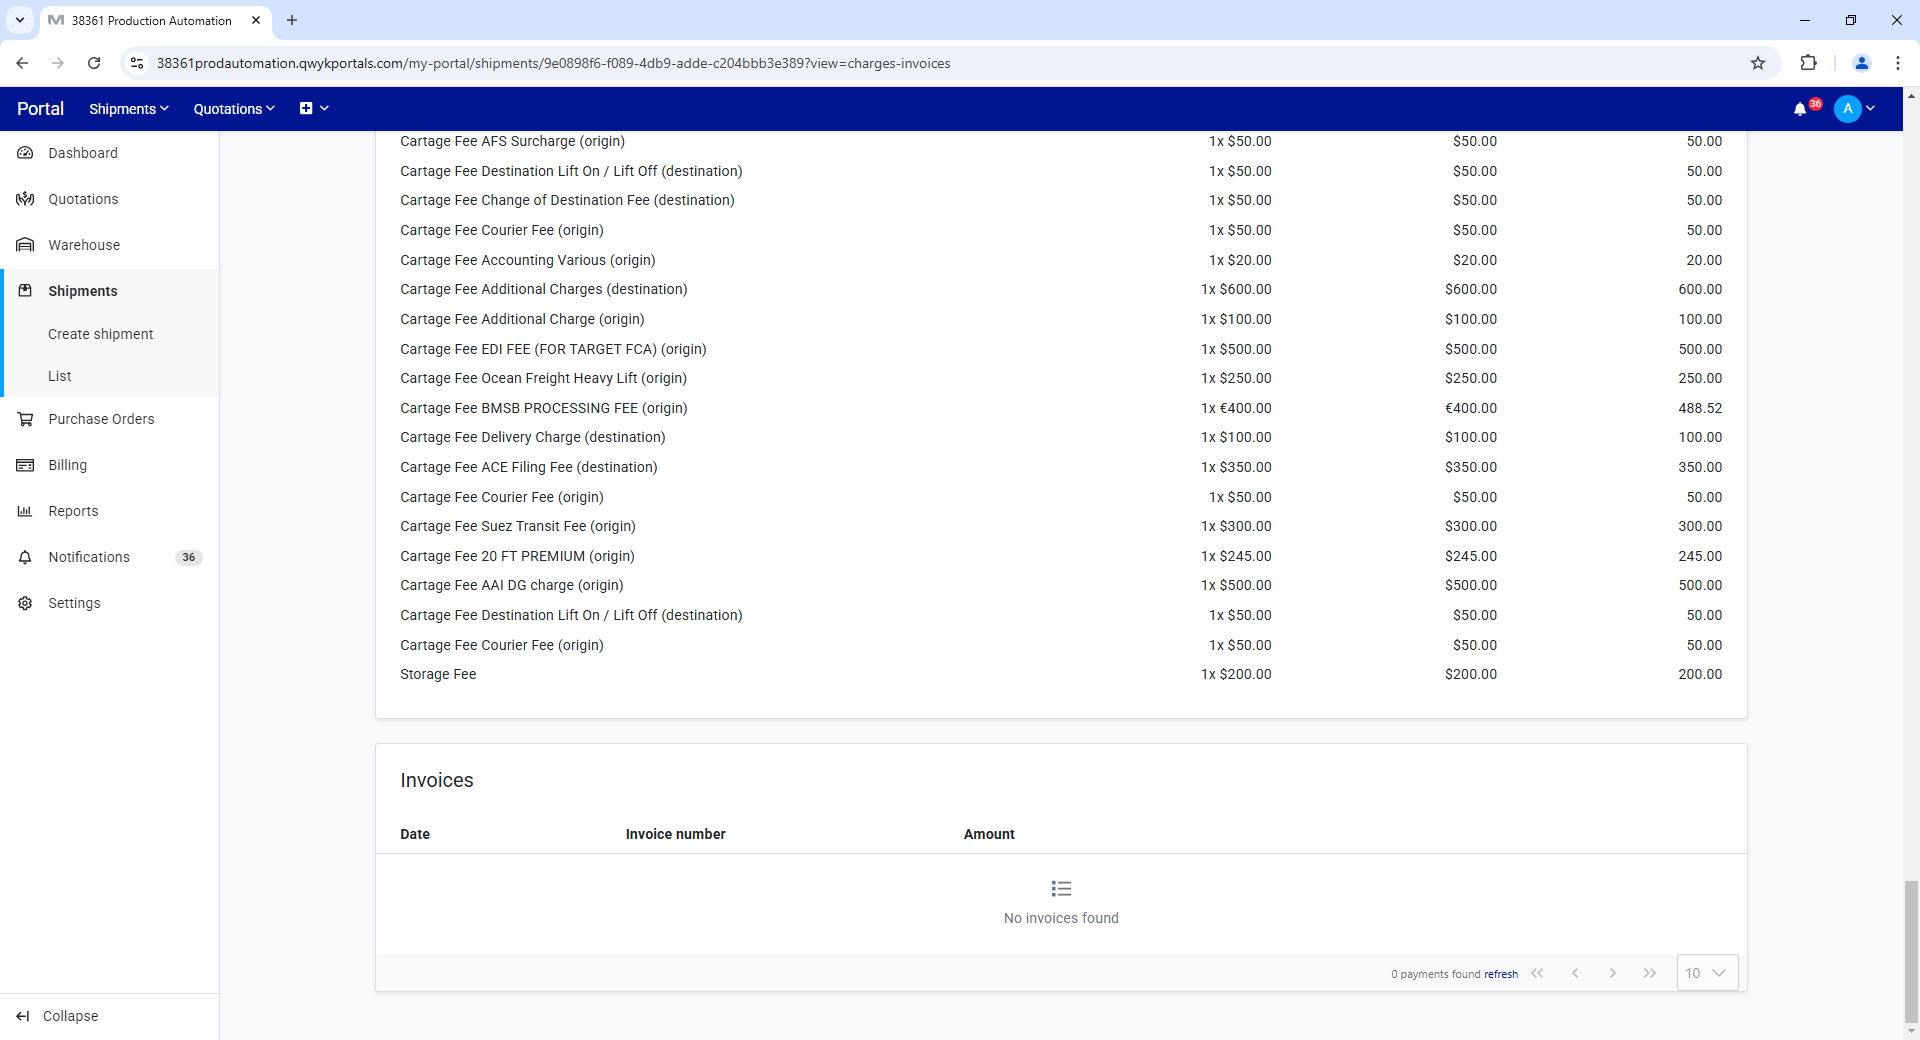 38361 Production Automation
38361prodautomation.qwykportals.com/my-portal/shipments/9e0898f6-f089-4db9-adde-c204bbb3e389?view=charges-invoices
Portal Shipments Quotations 36 A
Dashboard
Quotations
Warehouse
Shipments
Create shipment
List
Purchase Orders
Billing
Reports
Notifications 36
Settings
Collapse
Cartage Fee AFS Surcharge (origin) 1x $50.00 $50.00 50.00
Cartage Fee Destination Lift On / Lift Off (destination) 1x $50.00 $50.00 50.00
Cartage Fee Change of Destination Fee (destination) 1x $50.00 $50.00 50.00
Cartage Fee Courier Fee (origin) 1x $50.00 $50.00 50.00
Cartage Fee Accounting Various (origin) 1x $20.00 $20.00 20.00
Cartage Fee Additional Charges (destination) 1x $600.00 $600.00 600.00
Cartage Fee Additional Charge (origin) 1x $100.00 $100.00 100.00
Cartage Fee EDI FEE (FOR TARGET FCA) (origin) 1x $500.00 $500.00 500.00
Cartage Fee Ocean Freight Heavy Lift (origin) 1x $250.00 $250.00 250.00
Cartage Fee BMSB PROCESSING FEE (origin) 1x €400.00 €400.00 488.52
Cartage Fee Delivery Charge (destination) 1x $100.00 $100.00 100.00
Cartage Fee ACE Filing Fee (destination) 1x $350.00 $350.00 350.00
Cartage Fee Courier Fee (origin) 1x $50.00 $50.00 50.00
Cartage Fee Suez Transit Fee (origin) 1x $300.00 $300.00 300.00
Cartage Fee 20 FT PREMIUM (origin) 1x $245.00 $245.00 245.00
Cartage Fee AAI DG charge (origin) 1x $500.00 $500.00 500.00
Cartage Fee Destination Lift On / Lift Off (destination) 1x $50.00 $50.00 50.00
Cartage Fee Courier Fee (origin) 1x $50.00 $50.00 50.00
Storage Fee 1x $200.00 $200.00 200.00
Invoices
Date Invoice number Amount
No invoices found
0 payments found refresh 10